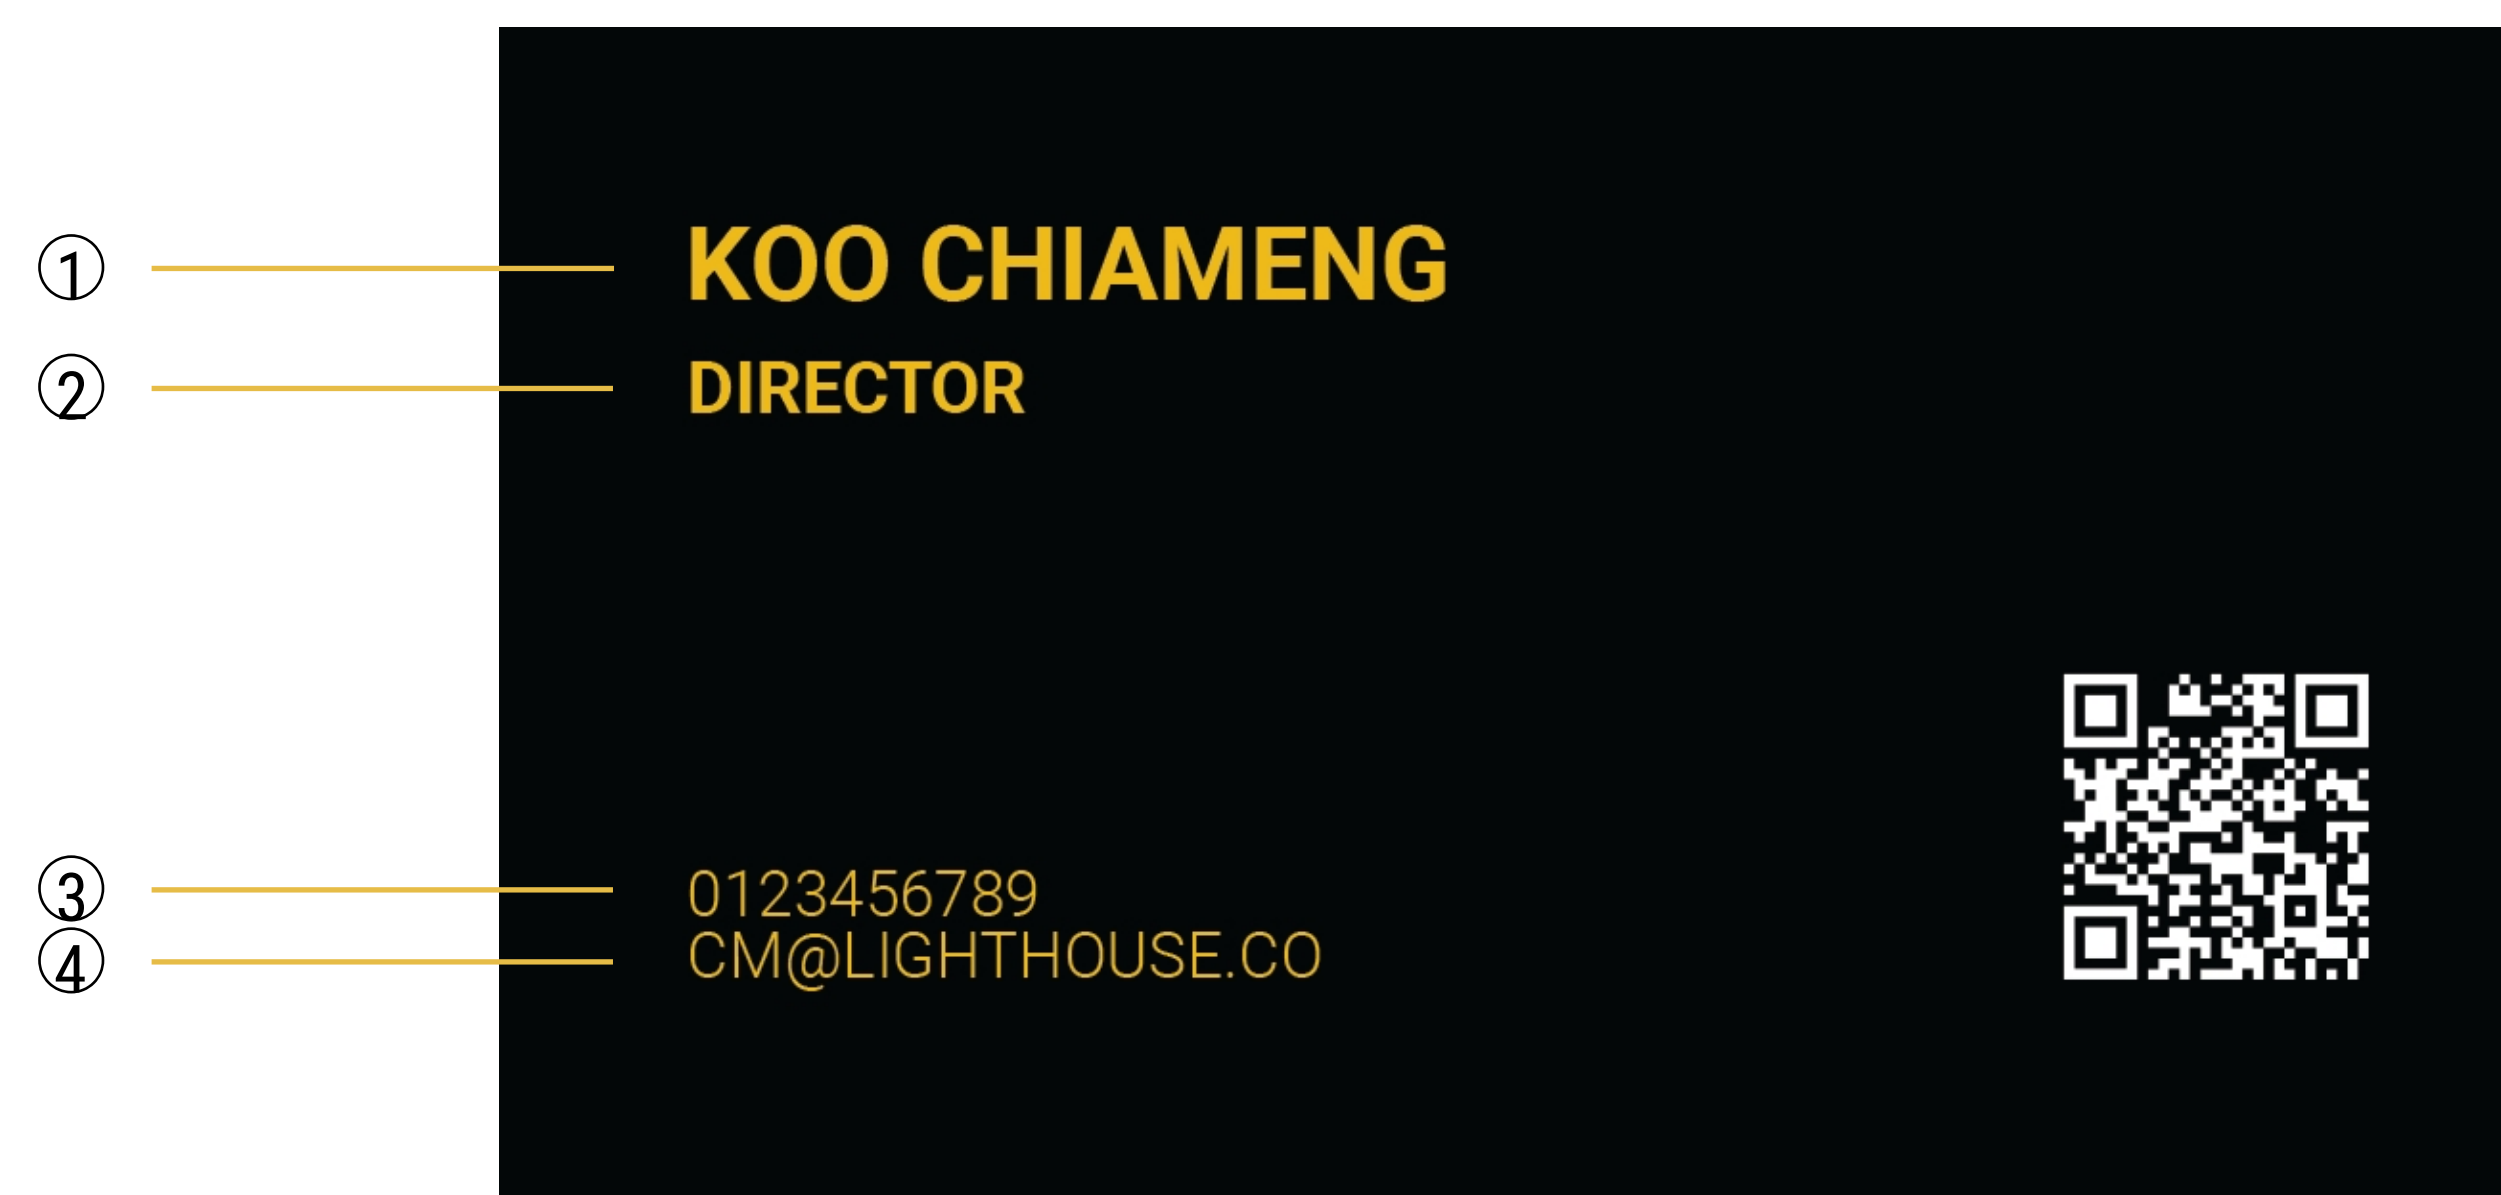 ① KOO CHIAMENG
② DIRECTOR
③ 0123456789
④ CM@LIGHTHOUSE.CO